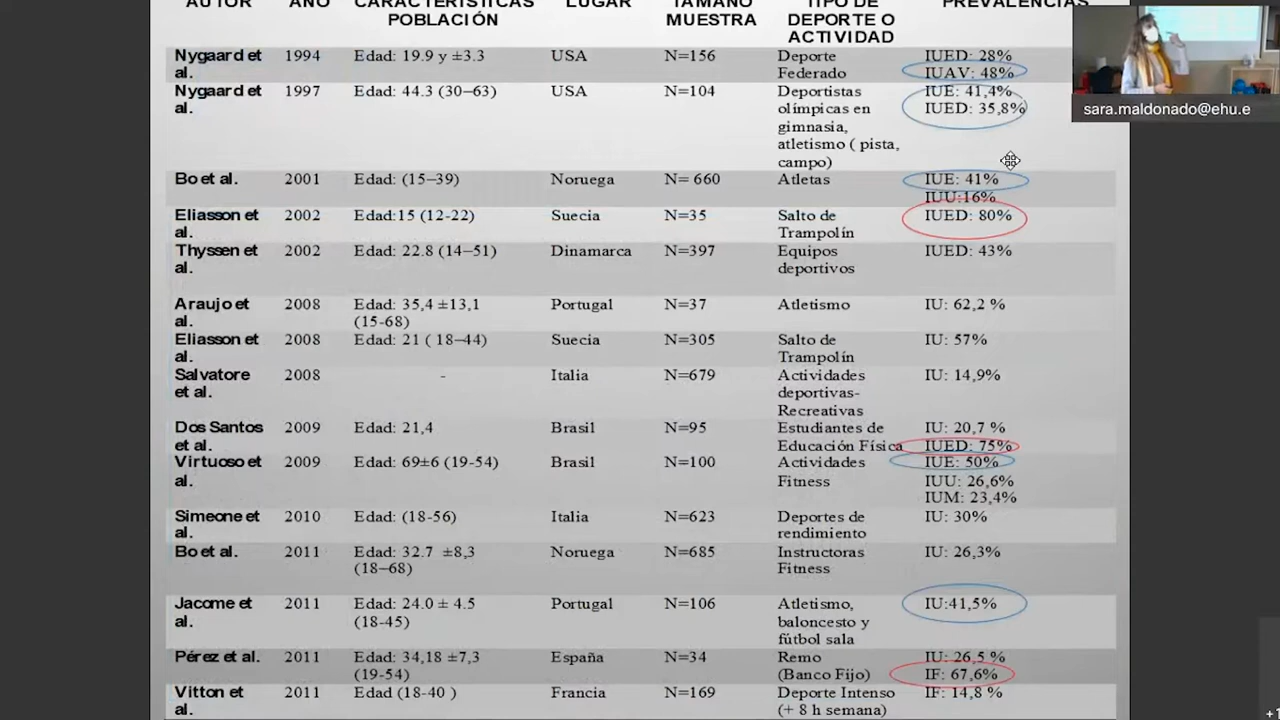 AUTOR AÑO CARACTERÍSTICAS POBLACIÓN LUGAR TAMAÑO MUESTRA TIPO DE DEPORTE O ACTIVIDAD PREVALENCIAS
Nygaard et al. 1994 Edad: 19.9 y ±3.3 USA N=156 Deporte Federado IUED: 28% IUAV: 48%
Nygaard et al. 1997 Edad: 44.3 (30–63) USA N=104 Deportistas olímpicas en gimnasia, atletismo ( pista, campo) IUE: 41,4% IUED: 35,8%
Bo et al. 2001 Edad: (15–39) Noruega N= 660 Atletas IUE: 41% IUU:16%
Eliasson et al. 2002 Edad:15 (12-22) Suecia N=35 Salto de Trampolín IUED: 80%
Thyssen et al. 2002 Edad: 22.8 (14–51) Dinamarca N=397 Equipos deportivos IUED: 43%
Araujo et al. 2008 Edad: 35,4 ±13,1 (15-68) Portugal N=37 Atletismo IU: 62,2 %
Eliasson et al. 2008 Edad: 21 ( 18–44) Suecia N=305 Salto de Trampolín IU: 57%
Salvatore et al. 2008 - Italia N=679 Actividades deportivas- Recreativas IU: 14,9%
Dos Santos et al. 2009 Edad: 21,4 Brasil N=95 Estudiantes de Educación Física IU: 20,7 % IUED: 75%
Virtuoso et al. 2009 Edad: 69±6 (19-54) Brasil N=100 Actividades Fitness IUE: 50% IUU: 26,6% IUM: 23,4%
Simeone et al. 2010 Edad: (18-56) Italia N=623 Deportes de rendimiento IU: 30%
Bo et al. 2011 Edad: 32.7 ±8,3 (18–68) Noruega N=685 Instructoras Fitness IU: 26,3%
Jacome et al. 2011 Edad: 24.0 ± 4.5 (18-45) Portugal N=106 Atletismo, baloncesto y fútbol sala IU:41,5%
Pérez et al. 2011 Edad: 34,18 ±7,3 (19-54) España N=34 Remo (Banco Fijo) IU: 26,5 % IF: 67,6%
Vitton et al. 2011 Edad (18-40 ) Francia N=169 Deporte Intenso (+ 8 h semana) IF: 14,8 %
sara.maldonado@ehu.e